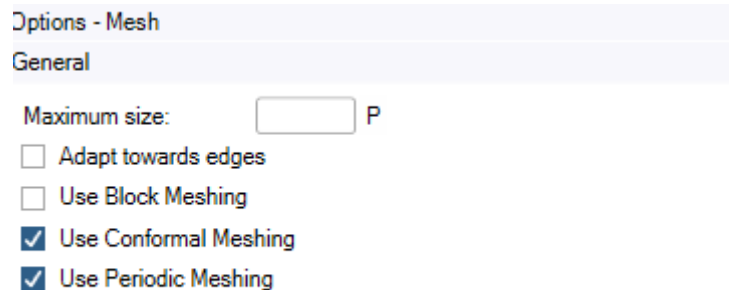 Options - Mesh
General
Maximum size: P
Adapt towards edges
Use Block Meshing
Use Conformal Meshing
Use Periodic Meshing